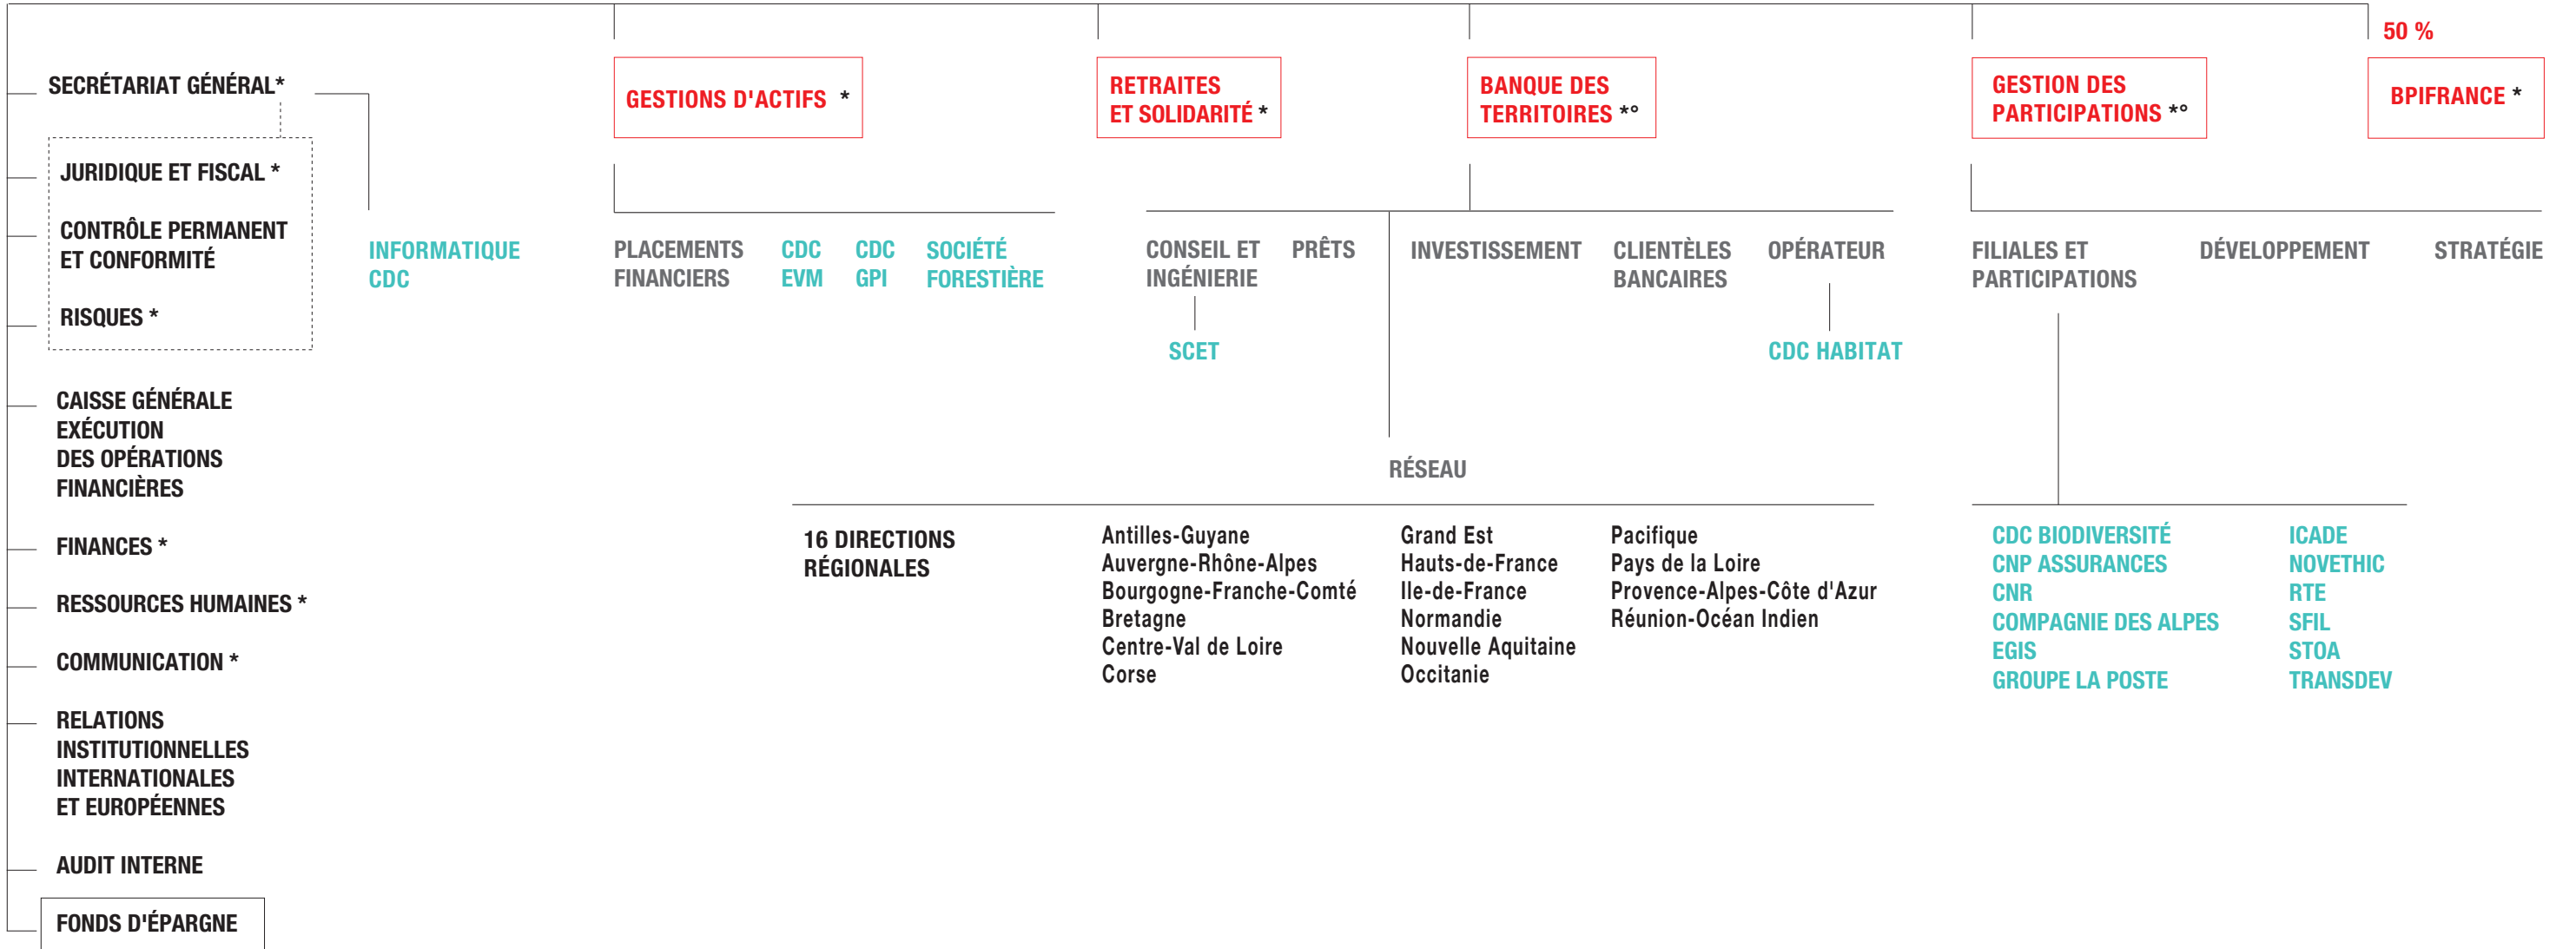 SECRÉTARIAT GÉNÉRAL*
JURIDIQUE ET FISCAL *
CONTRÔLE PERMANENT
ET CONFORMITÉ
RISQUES *
INFORMATIQUE
CDC
CAISSE GÉNÉRALE
EXÉCUTION
DES OPÉRATIONS
FINANCIÈRES
FINANCES *
RESSOURCES HUMAINES *
COMMUNICATION *
RELATIONS
INSTITUTIONNELLES
INTERNATIONALES
ET EUROPÉENNES
AUDIT INTERNE
FONDS D'ÉPARGNE
GESTIONS D'ACTIFS *
PLACEMENTS
FINANCIERS
CDC
EVM
CDC
GPI
SOCIÉTÉ
FORESTIÈRE
RETRAITES
ET SOLIDARITÉ *
BANQUE DES
TERRITOIRES *°
CONSEIL ET
INGÉNIERIE
SCET
PRÊTS
INVESTISSEMENT
CLIENTÈLES
BANCAIRES
OPÉRATEUR
CDC HABITAT
RÉSEAU
16 DIRECTIONS
RÉGIONALES
Antilles-Guyane
Auvergne-Rhône-Alpes
Bourgogne-Franche-Comté
Bretagne
Centre-Val de Loire
Corse
Grand Est
Hauts-de-France
Ile-de-France
Normandie
Nouvelle Aquitaine
Occitanie
Pacifique
Pays de la Loire
Provence-Alpes-Côte d'Azur
Réunion-Océan Indien
GESTION DES
PARTICIPATIONS *°
FILIALES ET
PARTICIPATIONS
DÉVELOPPEMENT
STRATÉGIE
CDC BIODIVERSITÉ
CNP ASSURANCES
CNR
COMPAGNIE DES ALPES
EGIS
GROUPE LA POSTE
ICADE
NOVETHIC
RTE
SFIL
STOA
TRANSDEV
50 %
BPIFRANCE *